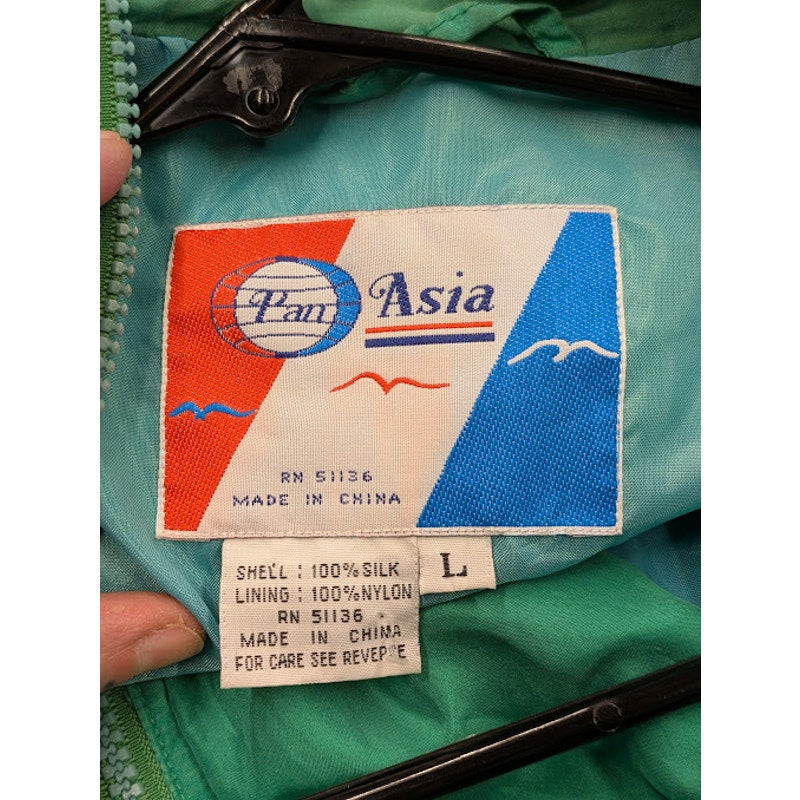 Pan Asia
RN 51136
MADE IN CHINA
L
SHELL : 100% SILK
LINING : 100% NYLON
RN 51136
MADE IN CHINA
FOR CARE SEE REVERSE